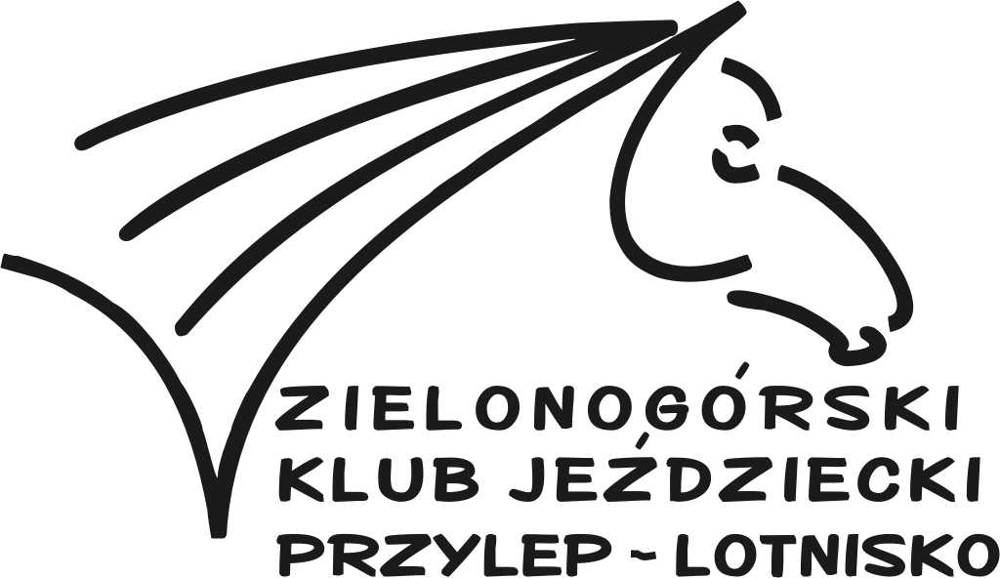 ZIELONOGÓRSKI
KLUB JEŹDZIECKI
PRZYLEP ~ LOTNISKO